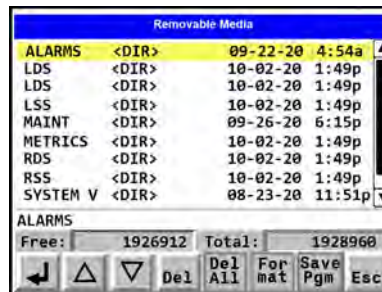 Removable Media
ALARMS <DIR> 09-22-20 4:54a
LDS <DIR> 10-02-20 1:49p
LDS <DIR> 10-02-20 1:49p
LSS <DIR> 10-02-20 1:49p
MAINT <DIR> 09-26-20 6:15p
METRICS <DIR> 10-02-20 1:49p
RDS <DIR> 10-02-20 1:49p
RSS <DIR> 10-02-20 1:49p
SYSTEM V <DIR> 08-23-20 11:51p
ALARMS
Free: 1926912 Total: 1928960
Del Del All For mat Save Pgm Esc